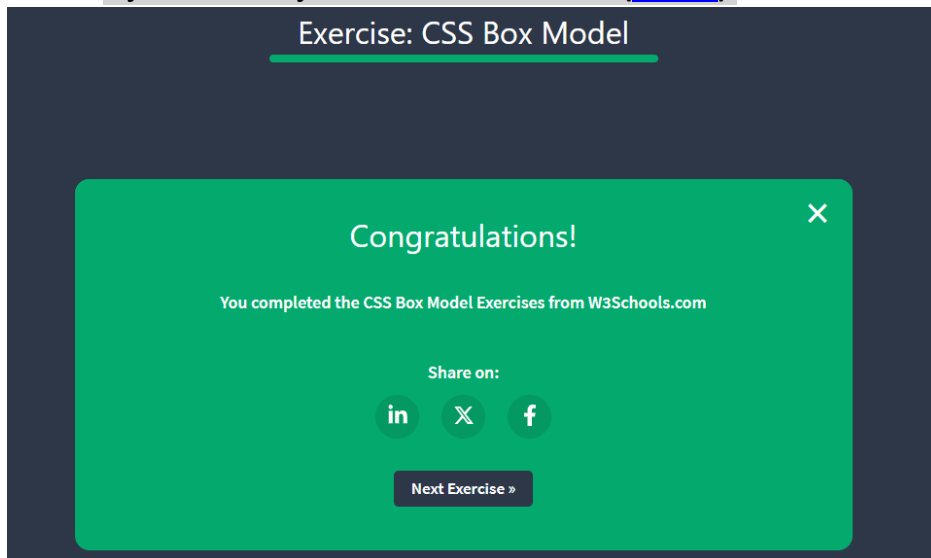 Exercise: CSS Box Model
Congratulations!
You completed the CSS Box Model Exercises from W3Schools.com
Share on:
in X f
Next Exercise »